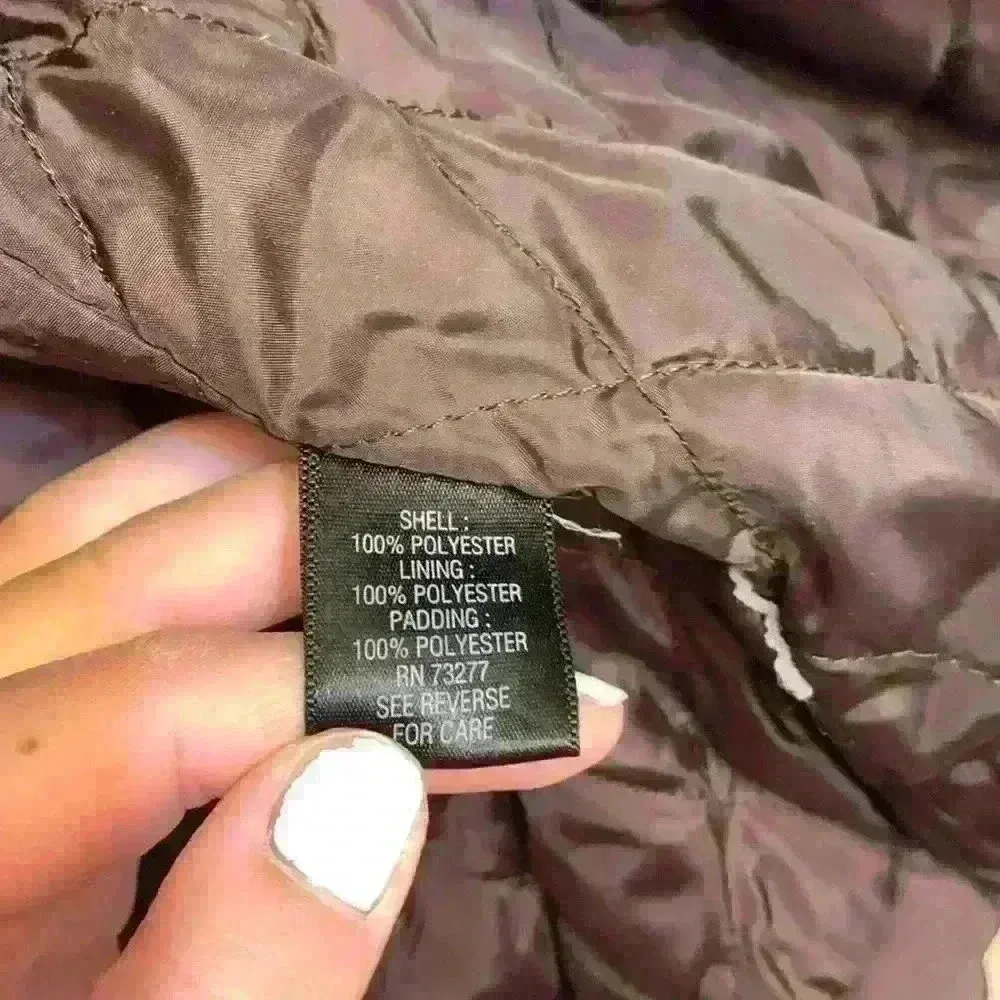 SHELL :
100% POLYESTER
LINING :
100% POLYESTER
PADDING :
100% POLYESTER
RN 73277
SEE REVERSE
FOR CARE